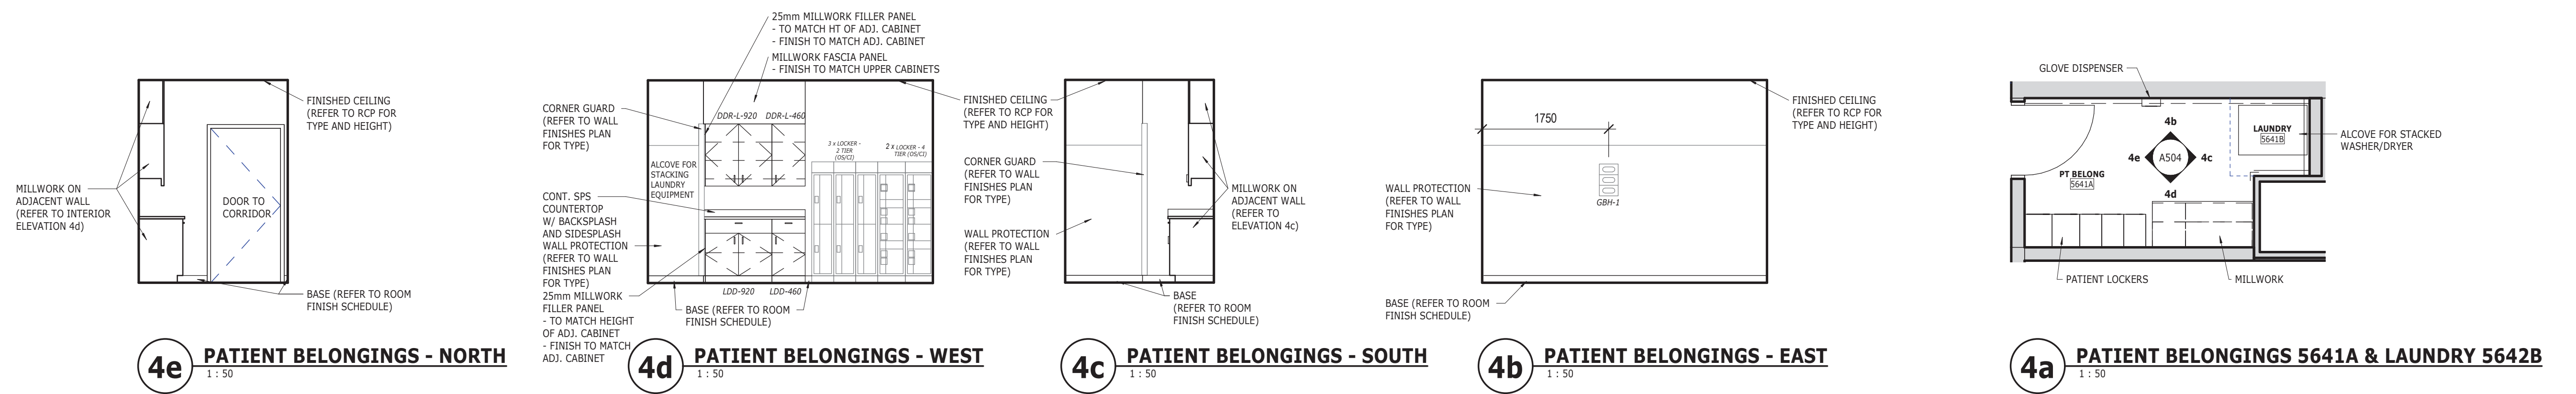 MILLWORK ON
ADJACENT WALL
(REFER TO INTERIOR
ELEVATION 4d)
FINISHED CEILING
(REFER TO RCP FOR
TYPE AND HEIGHT)
DOOR TO
CORRIDOR
BASE (REFER TO ROOM
FINISH SCHEDULE)
4e
PATIENT BELONGINGS - NORTH
1 : 50
25mm MILLWORK FILLER PANEL
- TO MATCH HT OF ADJ. CABINET
- FINISH TO MATCH ADJ. CABINET
MILLWORK FASCIA PANEL
- FINISH TO MATCH UPPER CABINETS
CORNER GUARD
(REFER TO WALL
FINISHES PLAN
FOR TYPE)
CONT. SPS
COUNTERTOP
W/ BACKSPLASH
AND SIDESPLASH
WALL PROTECTION
(REFER TO WALL
FINISHES PLAN
FOR TYPE)
25mm MILLWORK
FILLER PANEL
- TO MATCH HEIGHT
OF ADJ. CABINET
- FINISH TO MATCH
ADJ. CABINET
DDR-L-920
DDR-L-460
3 x LOCKER -
2 TIER
(OS/CI)
2 x LOCKER - 4
TIER (OS/CI)
ALCOVE FOR
STACKING
LAUNDRY
EQUIPMENT
LDD-920
LDD-460
BASE (REFER TO ROOM
FINISH SCHEDULE)
4d
PATIENT BELONGINGS - WEST
1 : 50
FINISHED CEILING
(REFER TO RCP FOR
TYPE AND HEIGHT)
CORNER GUARD
(REFER TO WALL
FINISHES PLAN
FOR TYPE)
WALL PROTECTION
(REFER TO WALL
FINISHES PLAN
FOR TYPE)
MILLWORK ON
ADJACENT WALL
(REFER TO
ELEVATION 4c)
BASE
(REFER TO ROOM
FINISH SCHEDULE)
4c
PATIENT BELONGINGS - SOUTH
1 : 50
1750
GBH-1
FINISHED CEILING
(REFER TO RCP FOR
TYPE AND HEIGHT)
WALL PROTECTION
(REFER TO WALL
FINISHES PLAN
FOR TYPE)
BASE (REFER TO ROOM
FINISH SCHEDULE)
4b
PATIENT BELONGINGS - EAST
1 : 50
GLOVE DISPENSER
4b
4e
A504
4c
4d
LAUNDRY
5641B
PT BELONG
5641A
ALCOVE FOR STACKED
WASHER/DRYER
PATIENT LOCKERS
MILLWORK
4a
PATIENT BELONGINGS 5641A & LAUNDRY 5642B
1 : 50